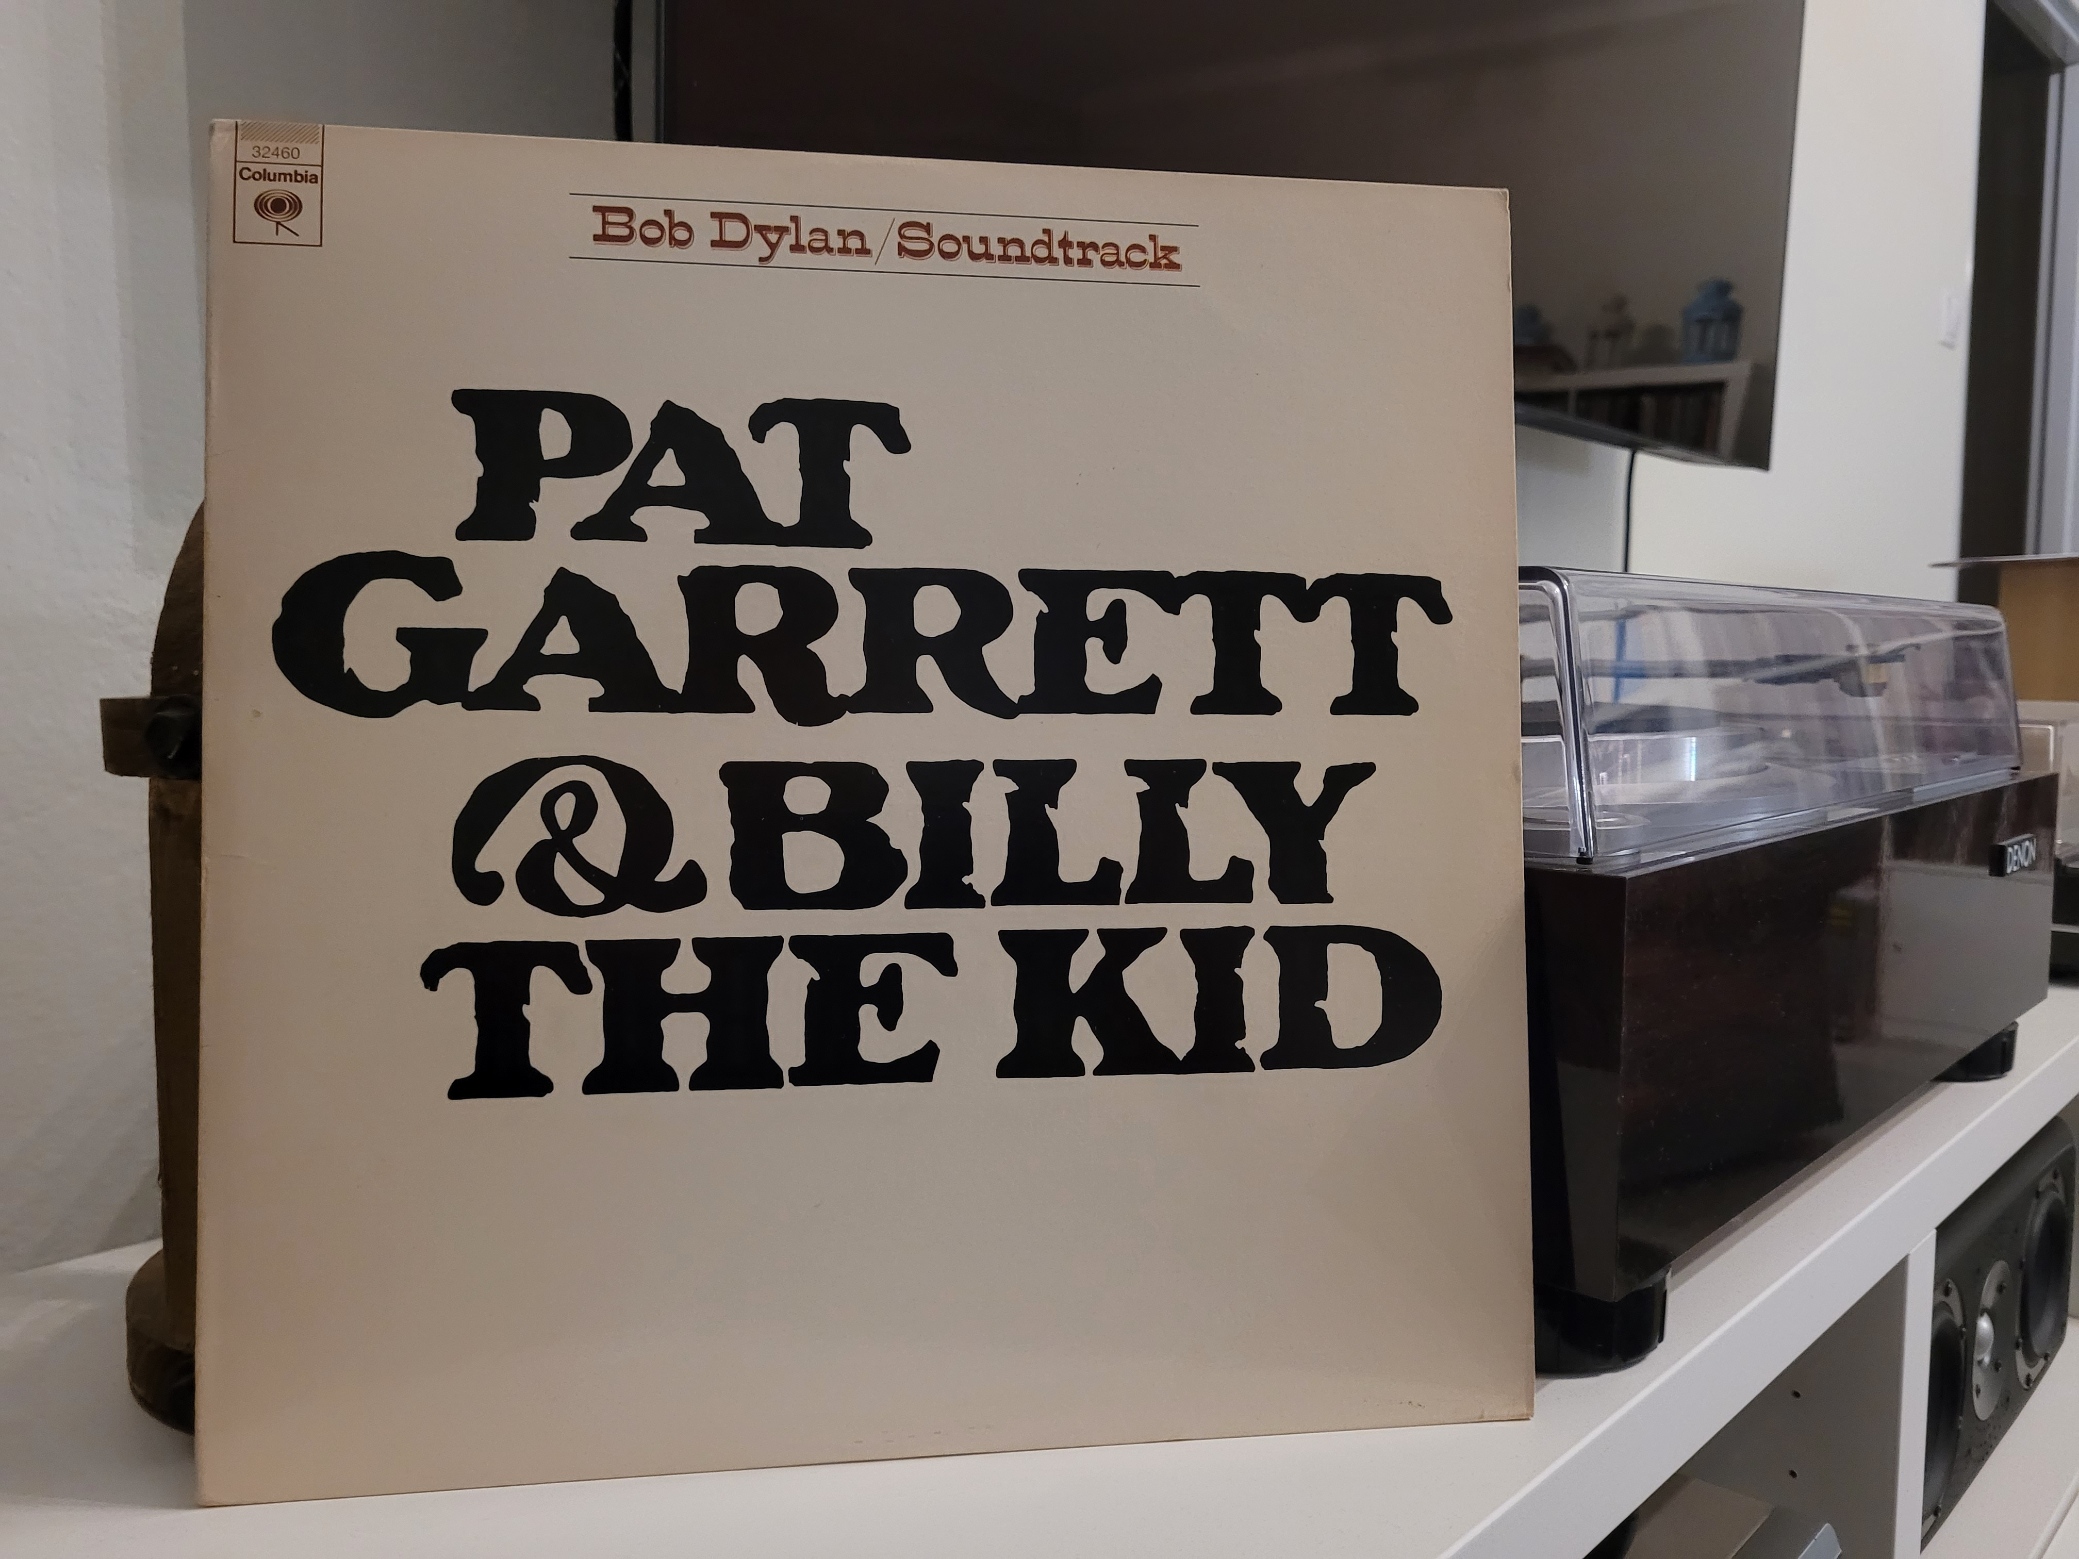 32460
Columbia
Bob Dylan/Soundtrack
PAT
GARRETT
& BILLY
THE KID
DENON